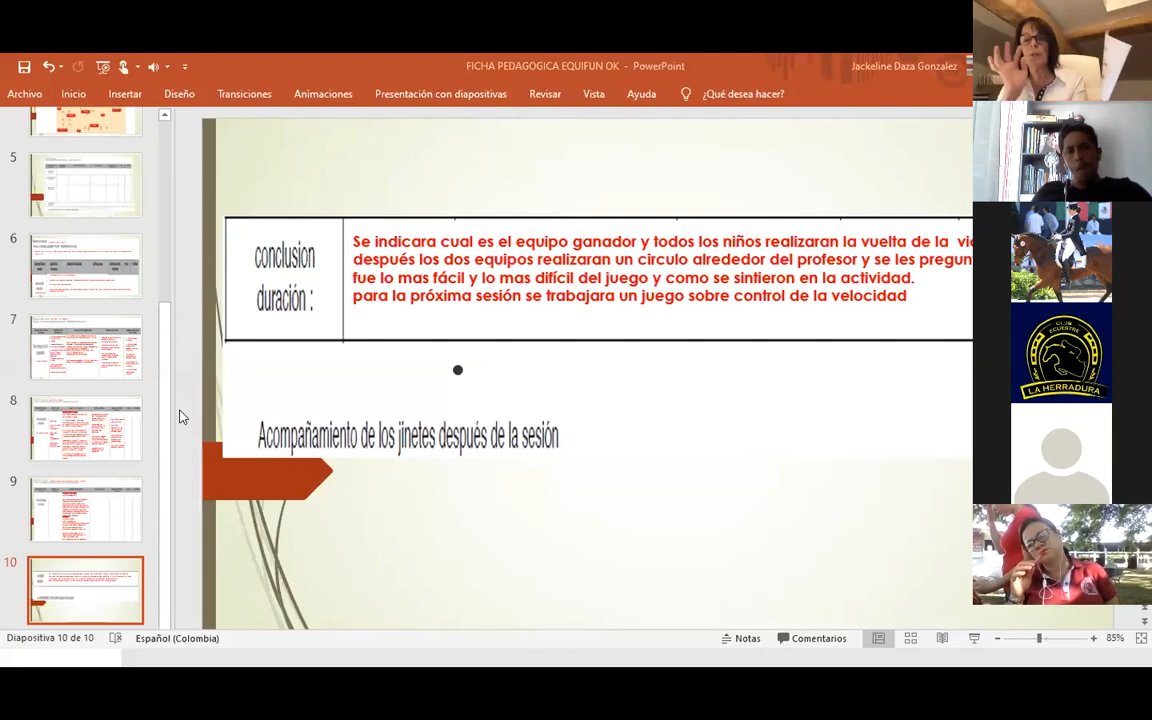 FICHA PEDAGOGICA EQUIFUN OK - PowerPoint
Jackeline Daza Gonzalez
Archivo Inicio Insertar Diseño Transiciones Animaciones Presentación con diapositivas Revisar Vista Ayuda ¿Qué desea hacer?
5
6
7
8
9
10
conclusion
duración :
Se indicara cual es el equipo ganador y todos los niños realizaran la vuelta de la
después los dos equipos realizaran un circulo alrededor del profesor y se les
fue lo mas fácil y lo mas difícil del juego y como se sintieron en la actividad.
para la próxima sesión se trabajara un juego sobre control de la velocidad
Acompañamiento de los jinetes después de la sesión
CLUB
ECUESTRE
LA HERRADURA
Diapositiva 10 de 10 Español (Colombia) Notas Comentarios 85%